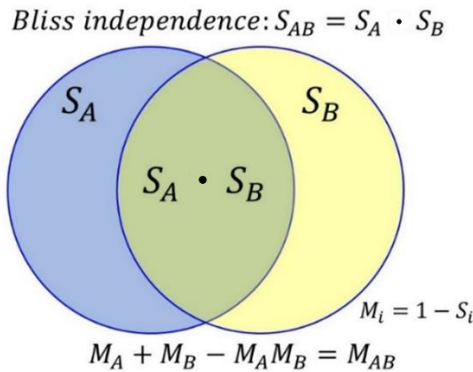 Bliss independence: S_AB = S_A · S_B
S_A
S_B
S_A · S_B
M_i = 1 − S_i
M_A + M_B − M_A M_B = M_AB